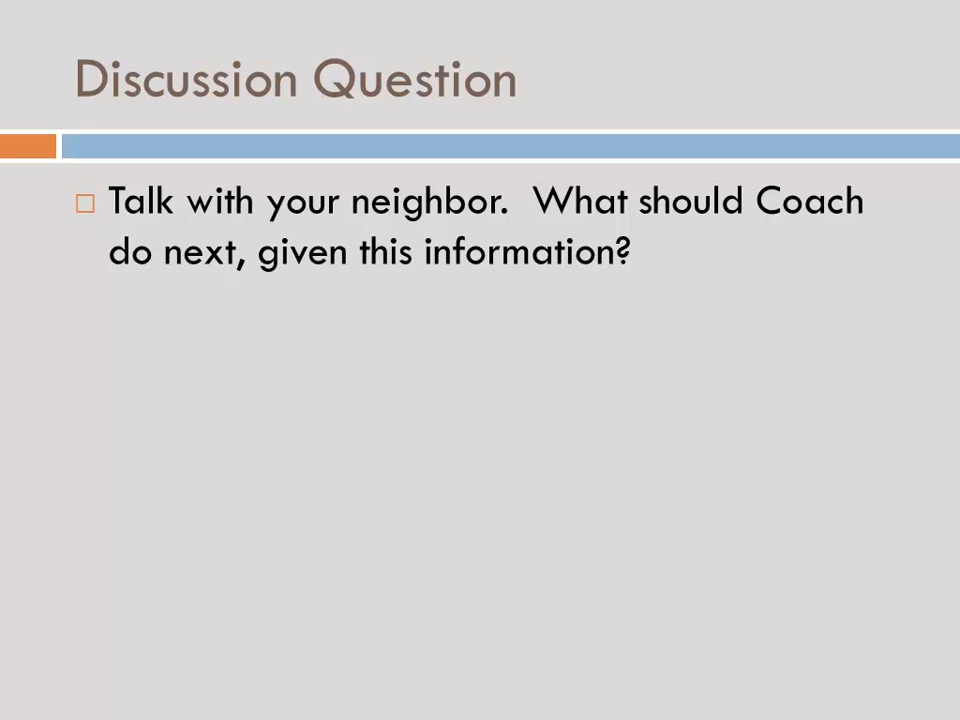 Discussion Question
Talk with your neighbor.  What should Coach
do next, given this information?